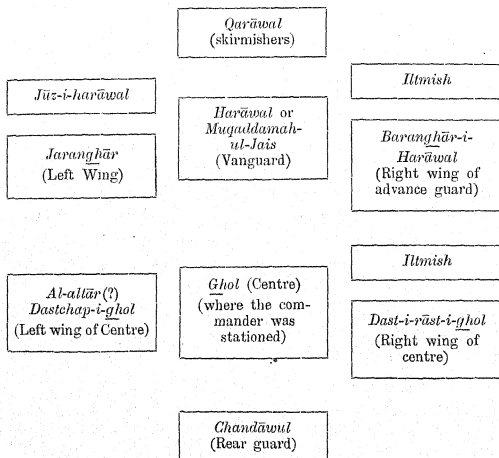 Qarāwal
(skirmishers)
Iltmish
Jūz-i-harāwal
Harāwal or
Muqaddamah-
ul-Jais
(Vanguard)
Jaranghār
(Left Wing)
Baranghār-i-
Harāwal
(Right wing of
advance guard)
Iltmish
Al-altār(?)
Dastchap-i-ghol
(Left wing of Centre)
Ghol (Centre)
(where the com-
mander was
stationed)
Dast-i-rāst-i-ghol
(Right wing of
centre)
Chandāwul
(Rear guard)